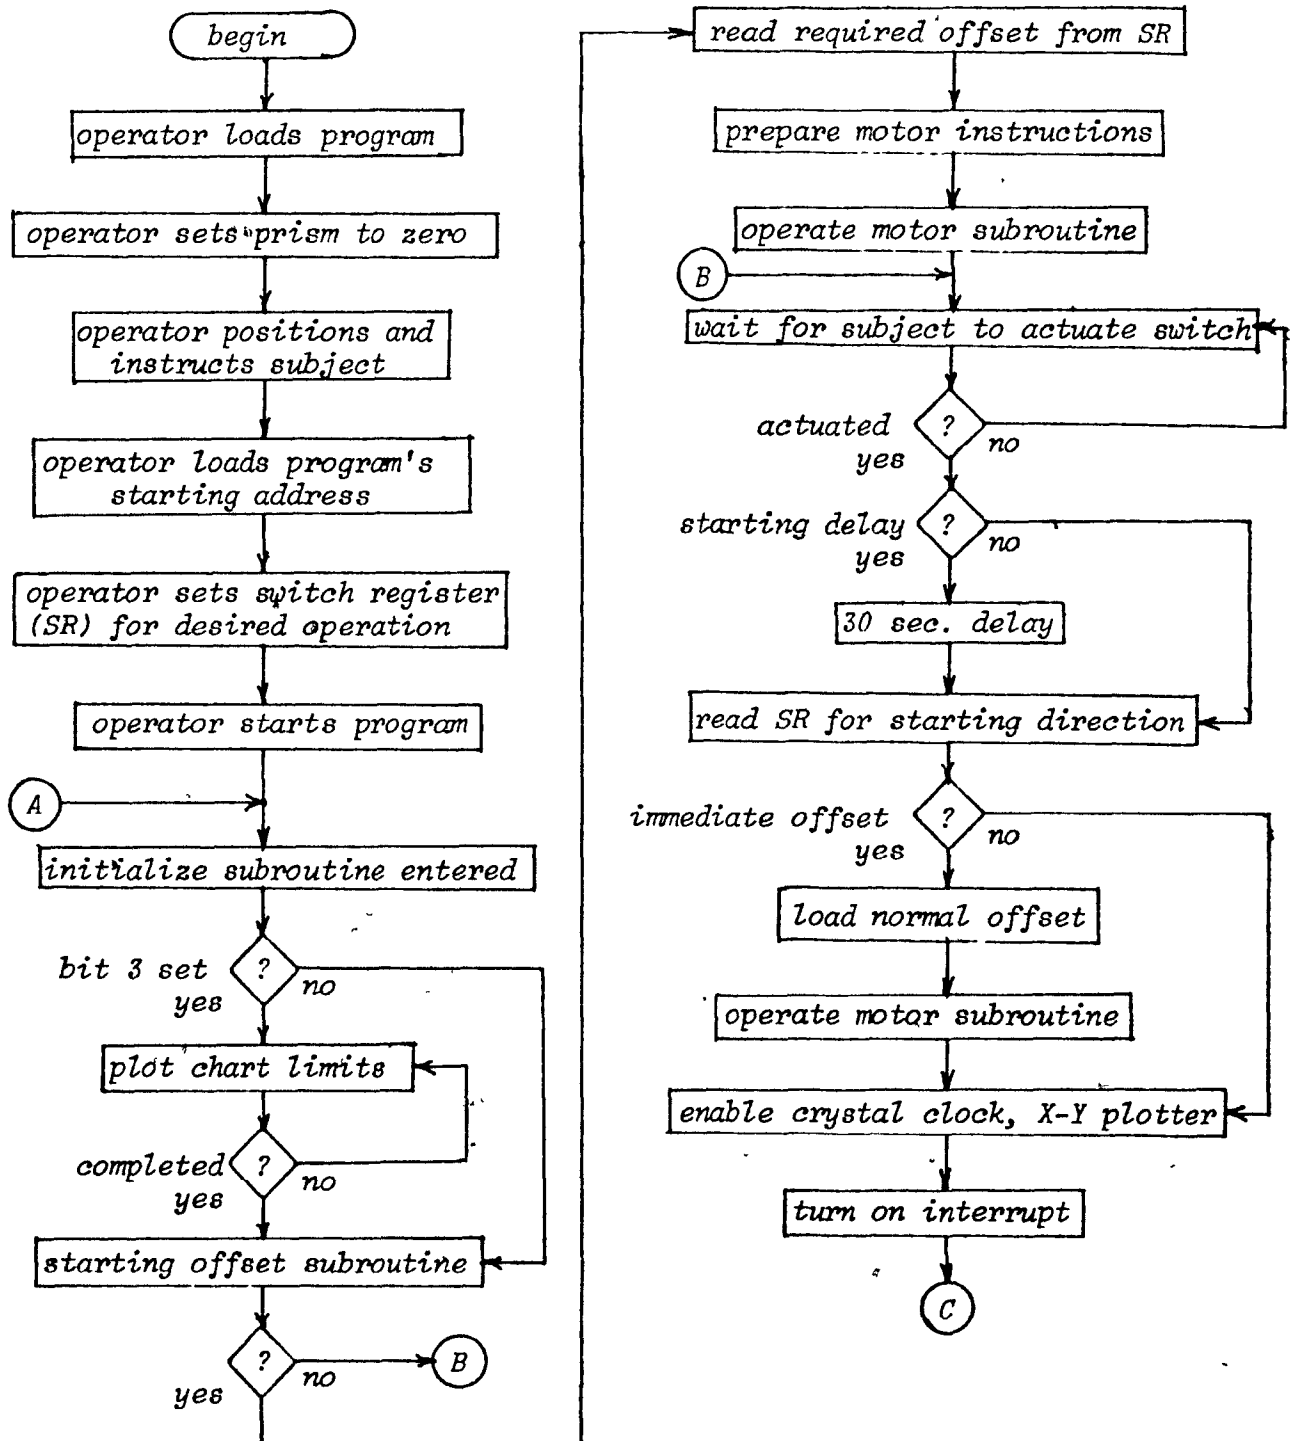 begin
operator loads program
operator sets prism to zero
operator positions and
instructs subject
operator loads program's
starting address
operator sets switch register
(SR) for desired operation
operator starts program
A
initialize subroutine entered
bit 3 set
?
no
yes
plot chart limits
completed
?
no
yes
starting offset subroutine
?
no
B
yes
read required offset from SR
prepare motor instructions
operate motor subroutine
B
wait for subject to actuate switch
actuated
?
no
yes
starting delay
?
no
yes
30 sec. delay
read SR for starting direction
immediate offset
?
no
yes
load normal offset
operate motor subroutine
enable crystal clock, X-Y plotter
turn on interrupt
C